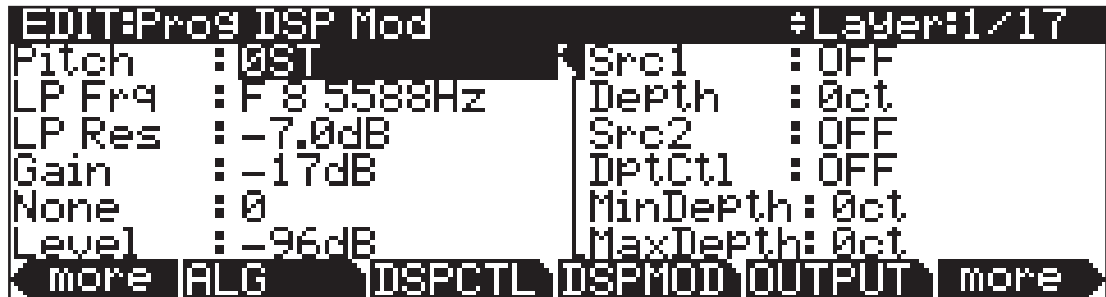 EDIT:Prog DSP Mod ÷Layer:1/17
Pitch :0ST Src1 :OFF
LP Frq :F 8 5588Hz Depth :0ct
LP Res :-7.0dB Src2 :OFF
Gain :-17dB DptCtl :OFF
None :0 MinDepth:0ct
Level :-96dB MaxDepth:0ct
more ALG DSPCTL DSPMOD OUTPUT more